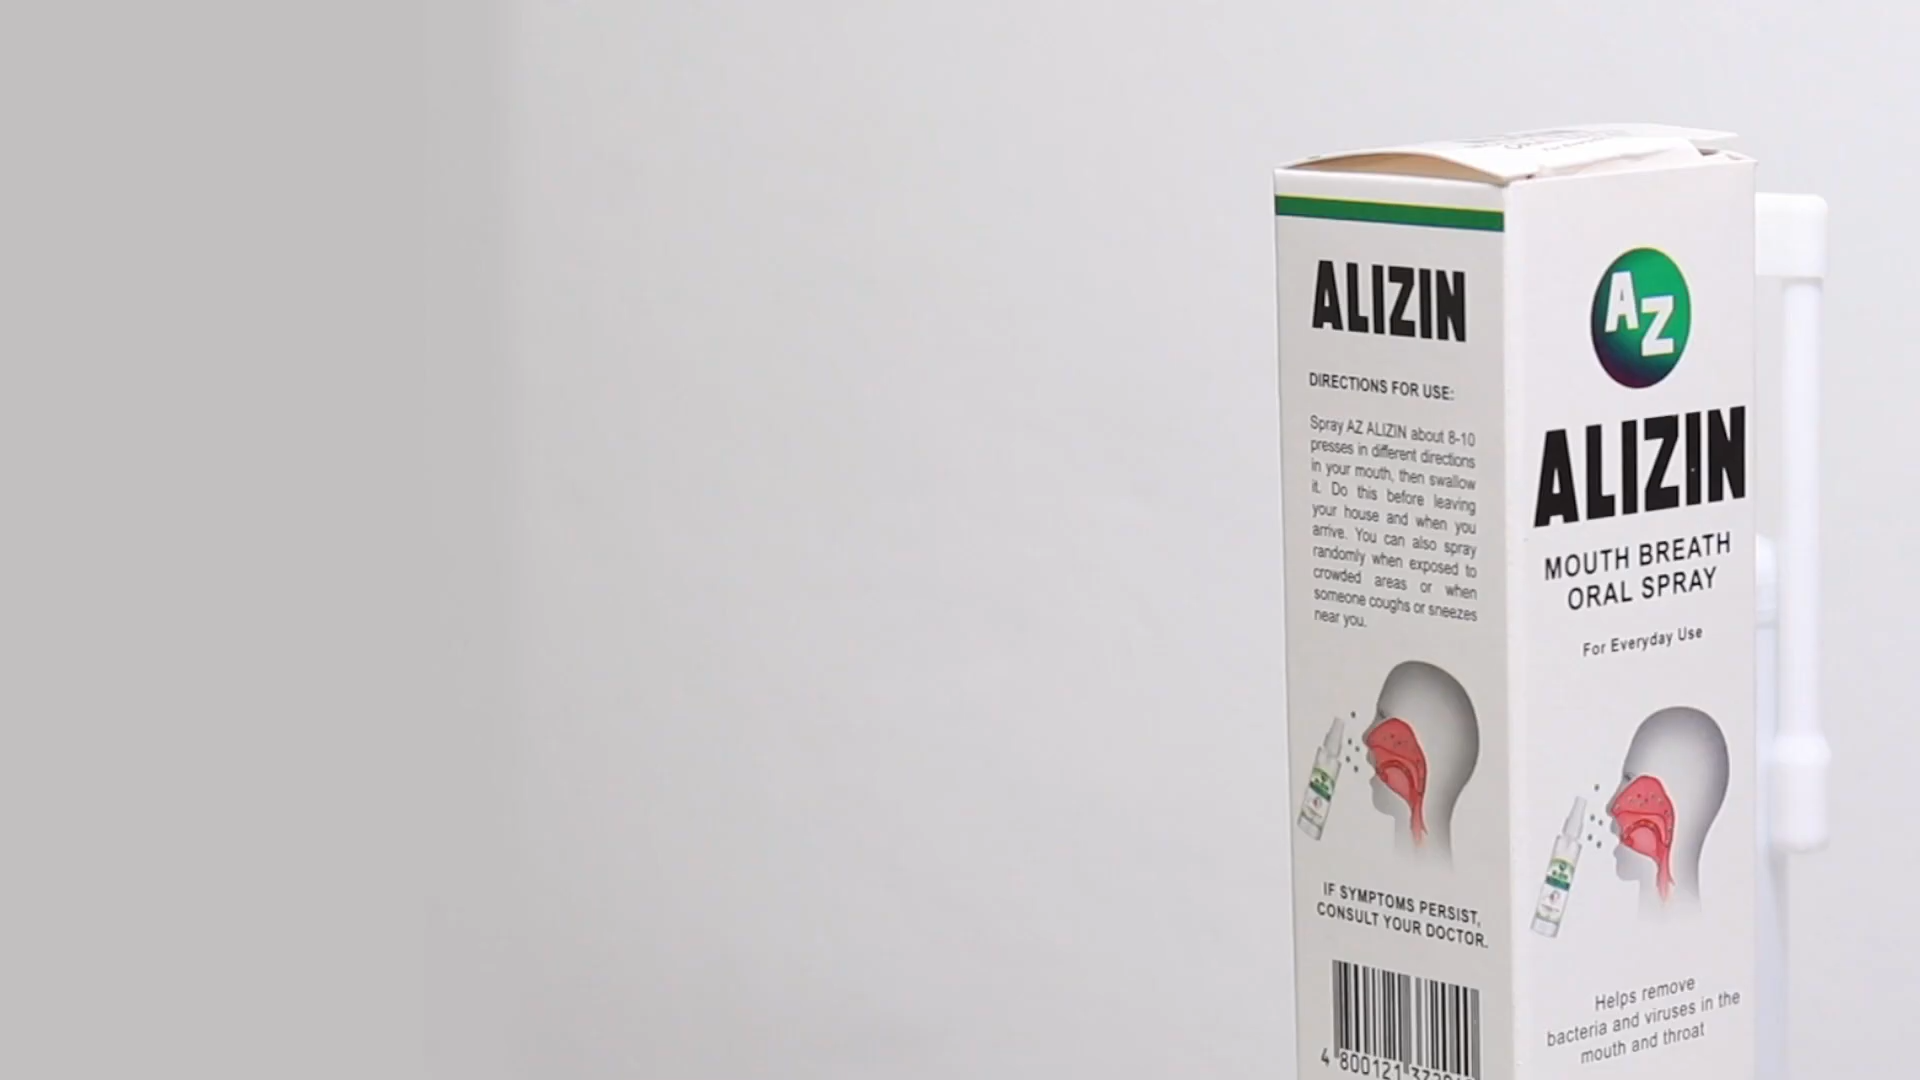 ALIZIN
DIRECTIONS FOR USE:
Spray AZ ALIZIN about 8-10
presses in different directions
in your mouth, then swallow
it. Do this before leaving
your house and when you
arrive. You can also spray
randomly when exposed to
crowded areas or when
someone coughs or sneezes
near you.
IF SYMPTOMS PERSIST,
CONSULT YOUR DOCTOR.
4 800121
AZ
ALIZIN
MOUTH BREATH
ORAL SPRAY
For Everyday Use
Helps remove
bacteria and viruses in the
mouth and throat